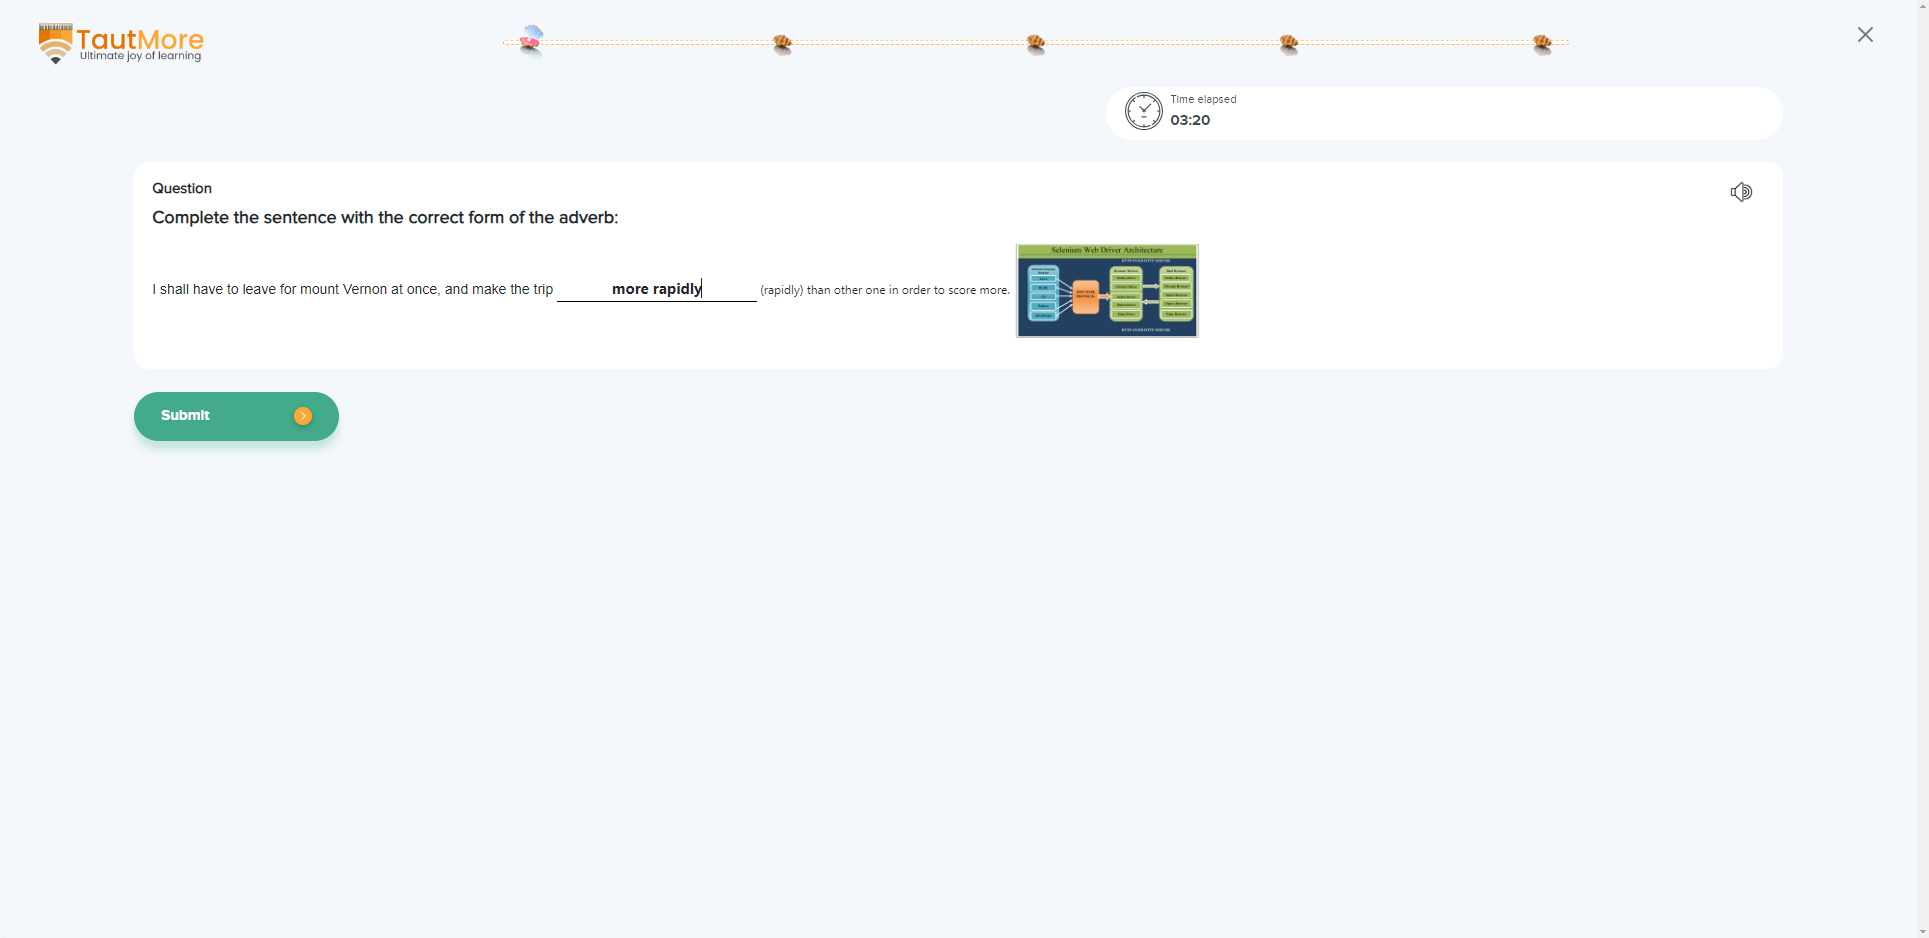 TautMore
Ultimate joy of learning
Time elapsed
03:20
Question
Complete the sentence with the correct form of the adverb:
Selenium Web Driver Architecture
I shall have to leave for mount Vernon at once, and make the trip more rapidly (rapidly) than other one in order to score more.
Submit